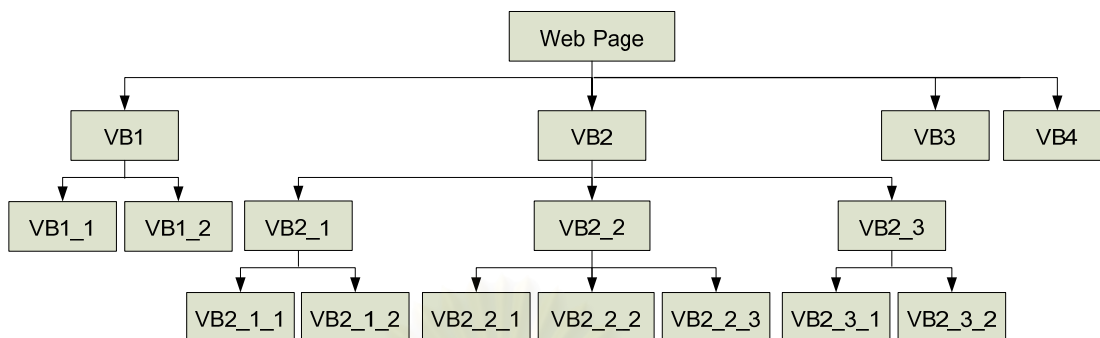 Web Page
VB1
VB2
VB3
VB4
VB1_1
VB1_2
VB2_1
VB2_2
VB2_3
VB2_1_1
VB2_1_2
VB2_2_1
VB2_2_2
VB2_2_3
VB2_3_1
VB2_3_2